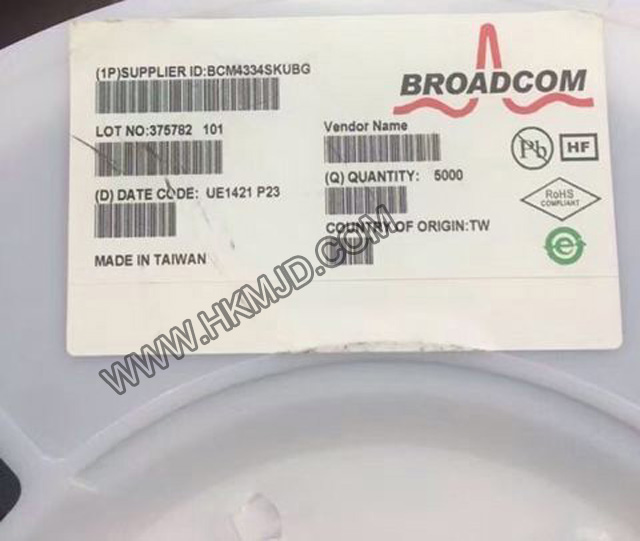 (1P)SUPPLIER ID:BCM4334SKUBG
BROADCOM
LOT NO:375782 101
Vendor Name
Pb
HF
(Q) QUANTITY: 5000
(D) DATE CODE: UE1421 P23
RoHS
COMPLIANT
COUNTRY OF ORIGIN:TW
e
MADE IN TAIWAN
WWW.HKMJD.COM